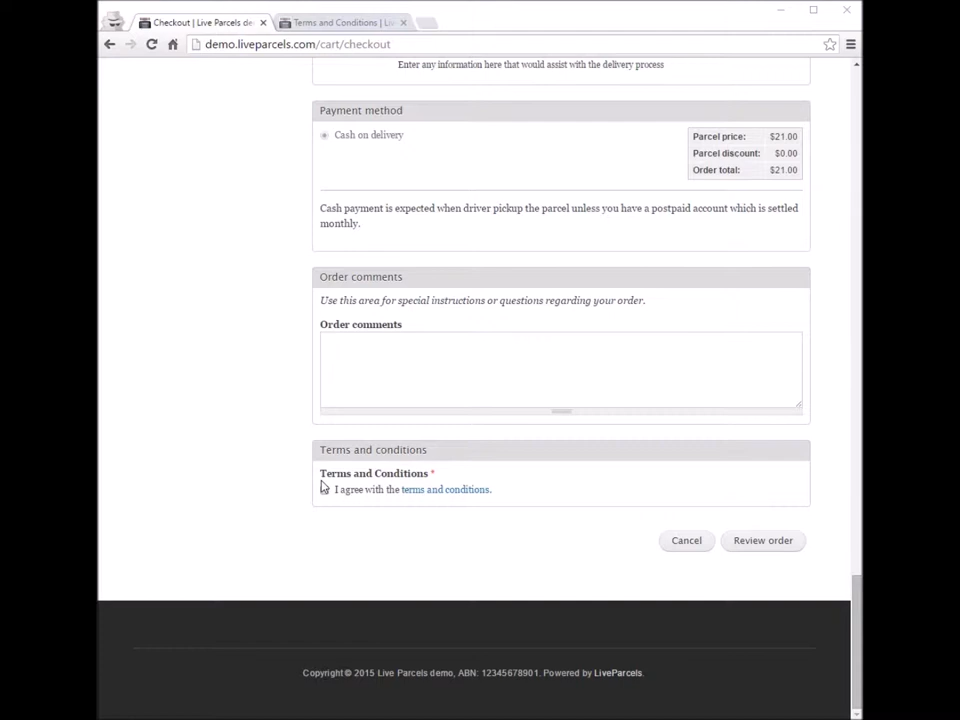 Checkout | Live Parcels de
Terms and Conditions | Liv
demo.liveparcels.com/cart/checkout
Enter any information here that would assist with the delivery process
Payment method
Cash on delivery
Parcel price: $21.00
Parcel discount: $0.00
Order total: $21.00
Cash payment is expected when driver pickup the parcel unless you have a postpaid account which is settled
monthly.
Order comments
Use this area for special instructions or questions regarding your order.
Order comments
Terms and conditions
Terms and Conditions *
I agree with the terms and conditions.
Cancel
Review order
Copyright © 2015 Live Parcels demo, ABN: 12345678901. Powered by LiveParcels.